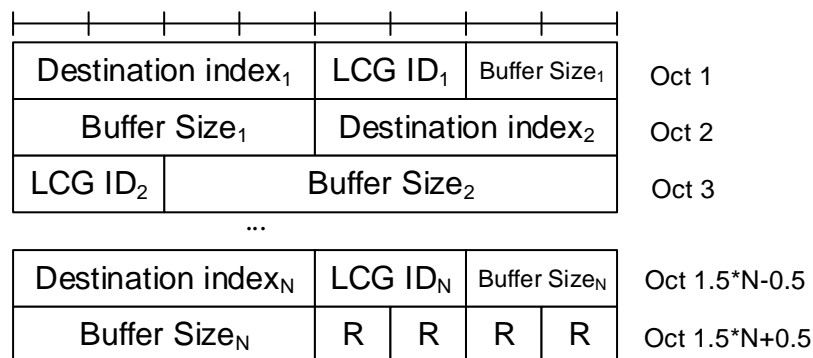 Destination index₁ LCG ID₁ Buffer Size₁ Oct 1
Buffer Size₁ Destination index₂ Oct 2
LCG ID₂ Buffer Size₂ Oct 3
...
Destination indexN LCG IDN Buffer SizeN Oct 1.5*N-0.5
Buffer SizeN R R R R Oct 1.5*N+0.5